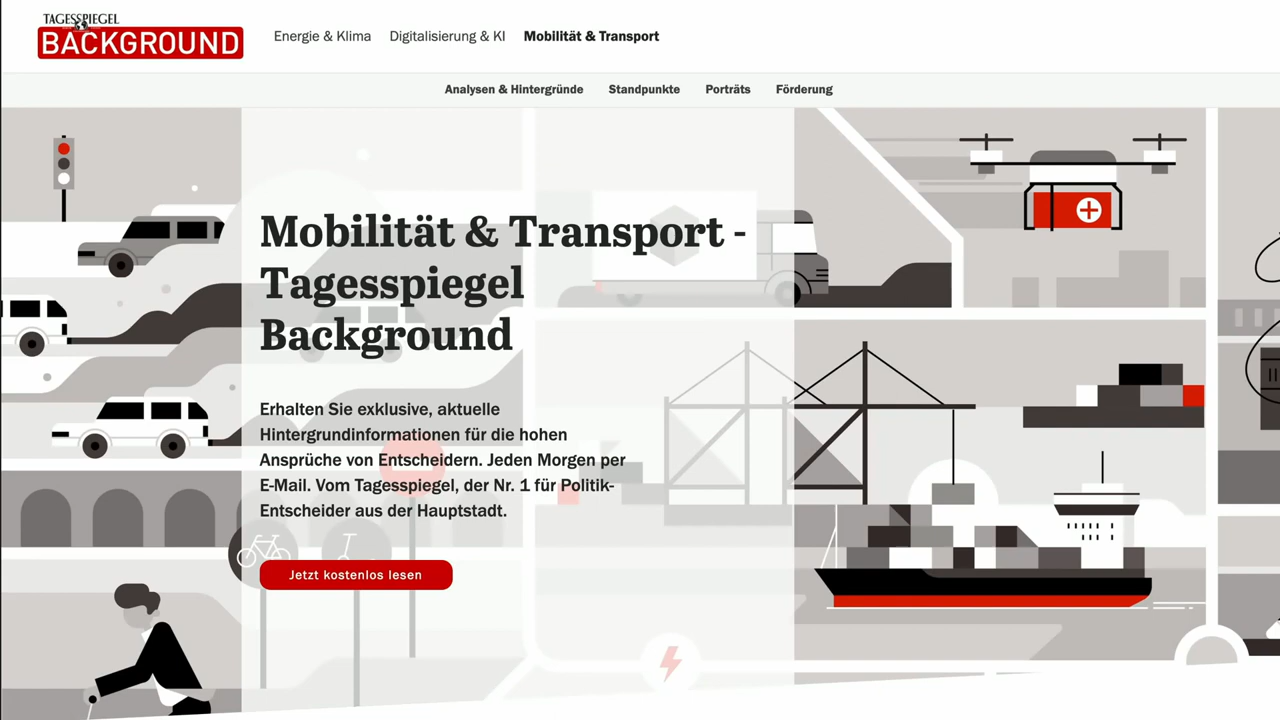 TAGESSPIEGEL
BACKGROUND
Energie & Klima Digitalisierung & KI Mobilität & Transport
Analysen & Hintergründe Standpunkte Porträts Förderung
Mobilität & Transport -
Tagesspiegel
Background
Erhalten Sie exklusive, aktuelle
Hintergrundinformationen für die hohen
Ansprüche von Entscheidern. Jeden Morgen per
E-Mail. Vom Tagesspiegel, der Nr. 1 für Politik-
Entscheider aus der Hauptstadt.
Jetzt kostenlos lesen